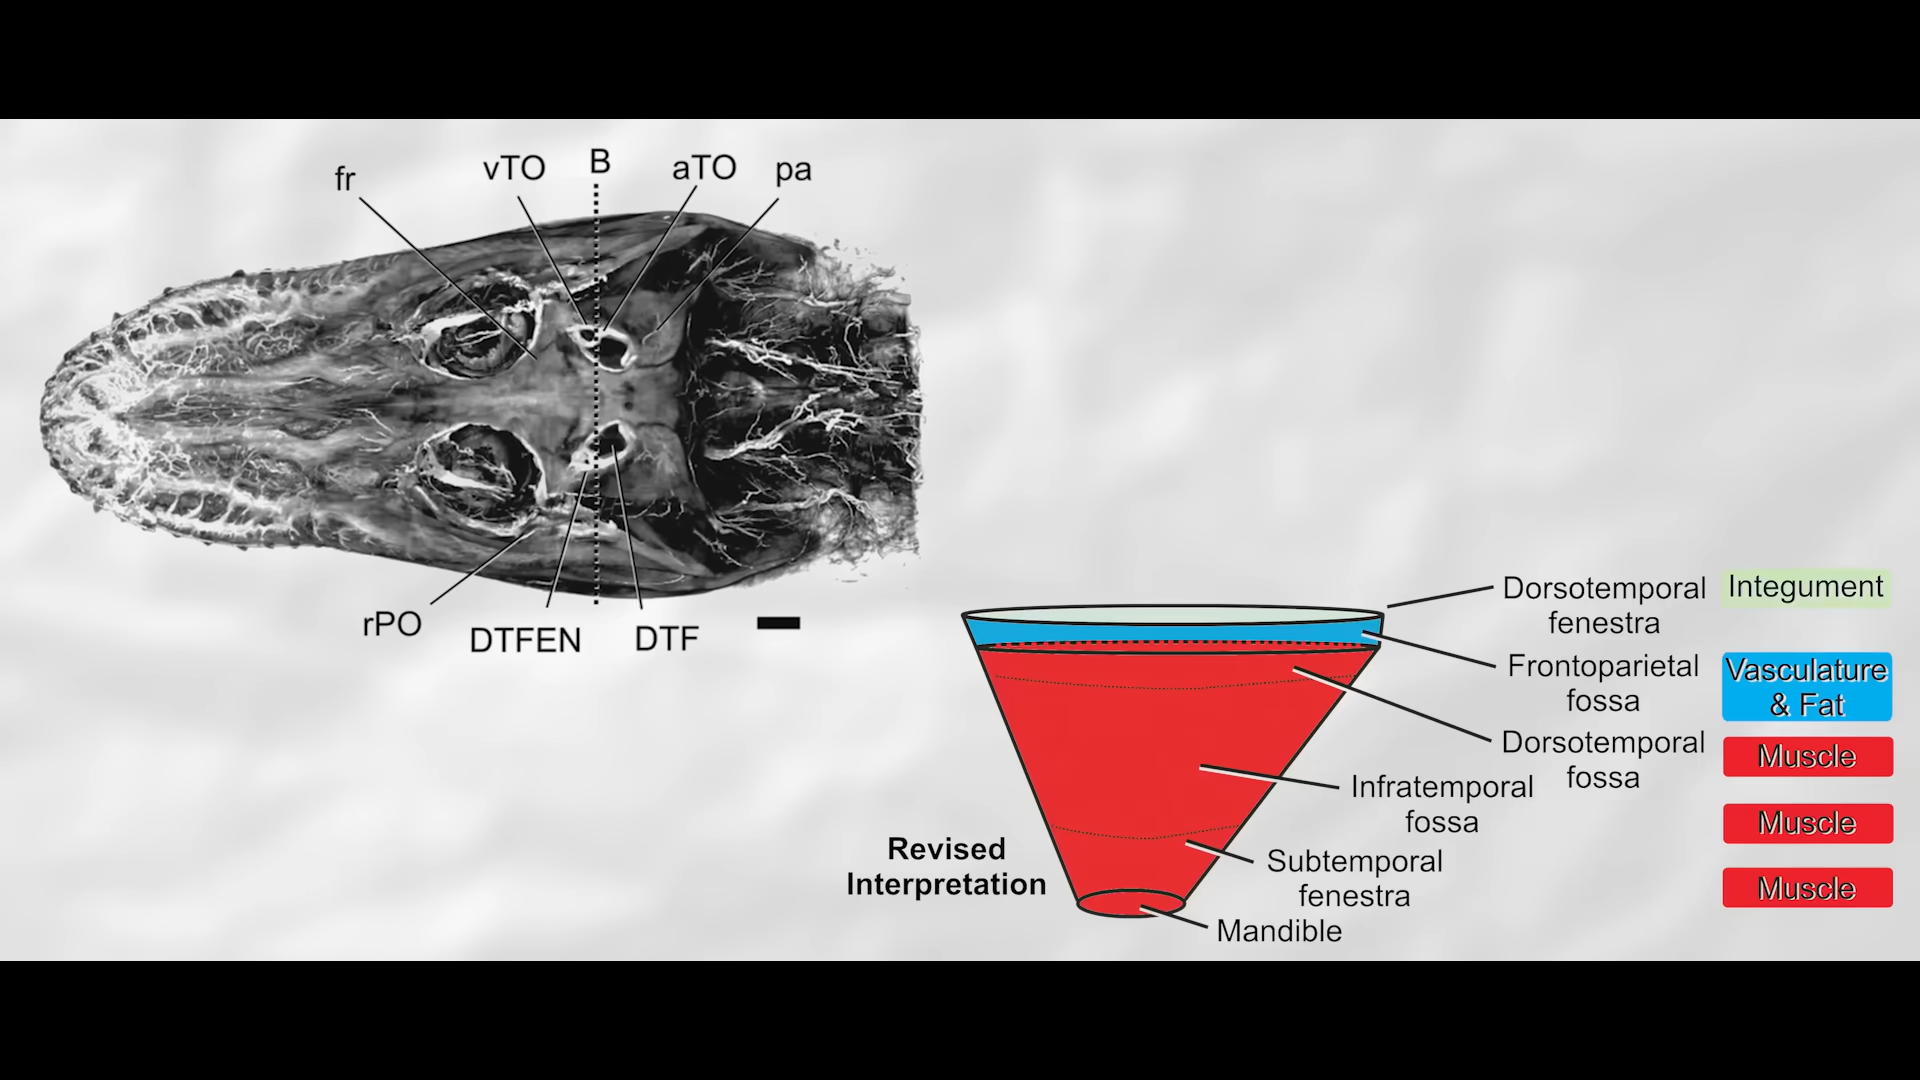 fr
vTO
B
aTO
pa
rPO
DTFEN
DTF
Dorsotemporal
fenestra
Integument
Frontoparietal
fossa
Vasculature
& Fat
Dorsotemporal
fossa
Muscle
Infratemporal
fossa
Muscle
Revised
Interpretation
Subtemporal
fenestra
Muscle
Mandible